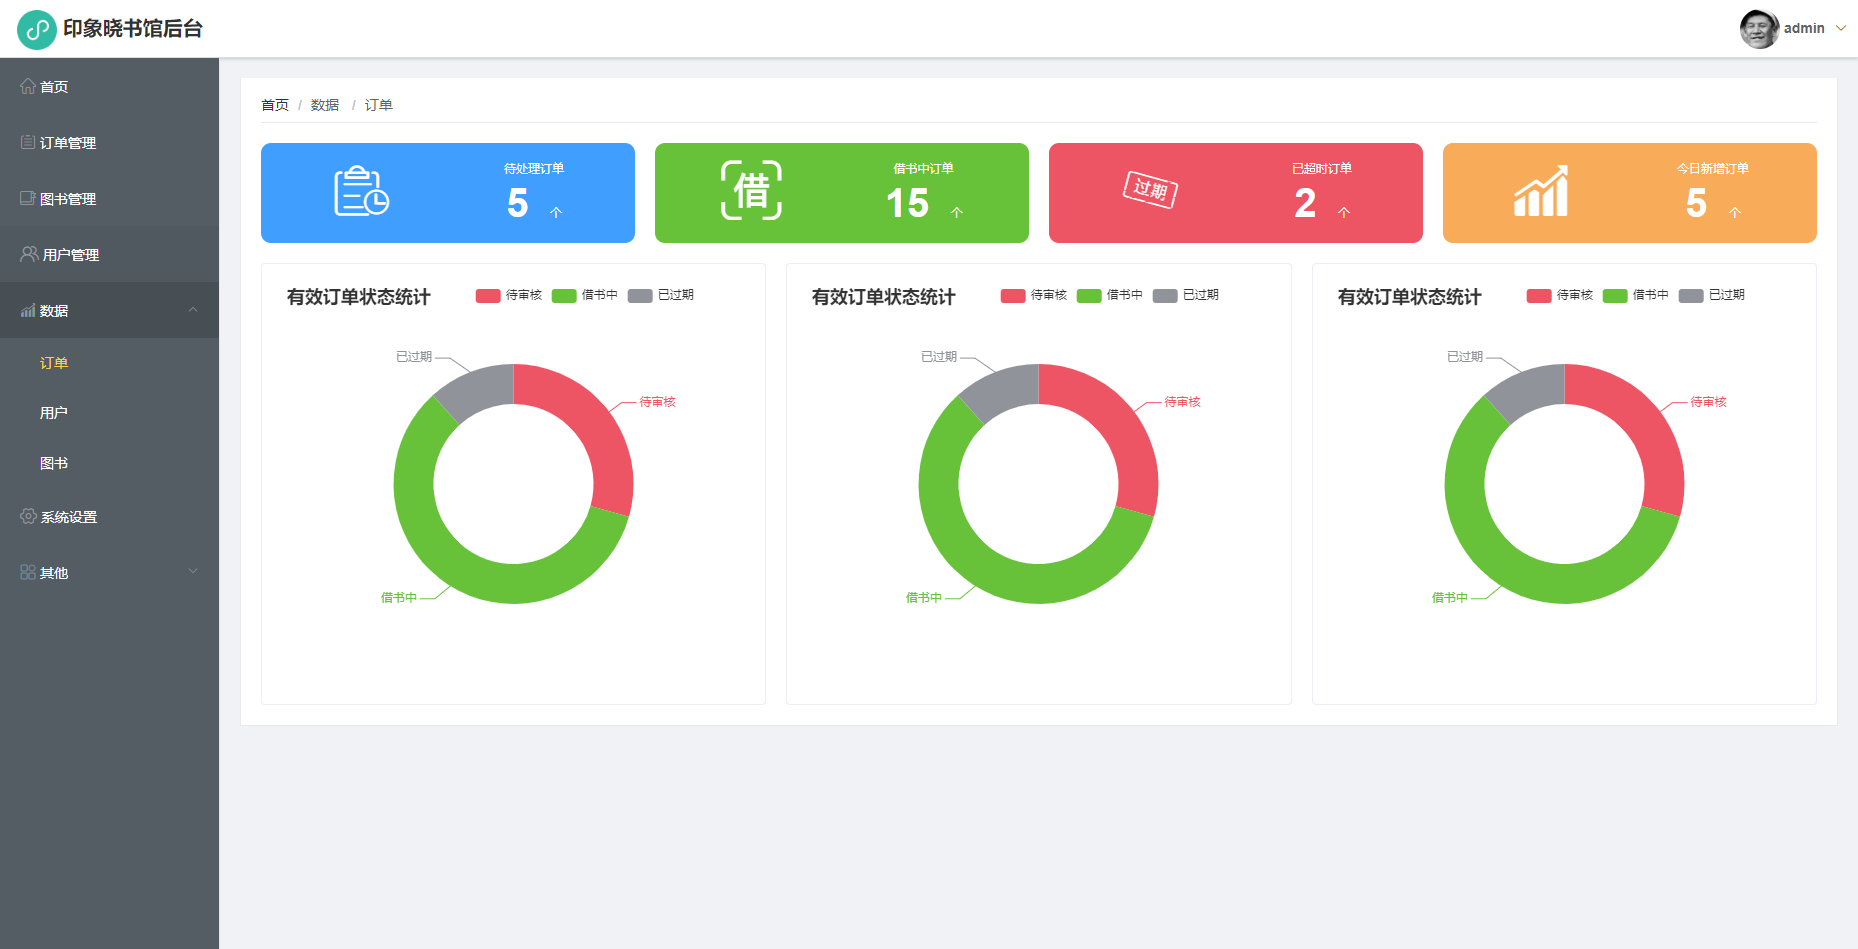 印象晓书馆后台
admin
首页
订单管理
图书管理
用户管理
数据
订单
用户
图书
系统设置
其他
首页 / 数据 / 订单
待处理订单
5 个
借
借书中订单
15 个
过期
已超时订单
2 个
今日新增订单
5 个
有效订单状态统计
待审核 借书中 已过期
已过期
待审核
借书中
有效订单状态统计
待审核 借书中 已过期
已过期
待审核
借书中
有效订单状态统计
待审核 借书中 已过期
已过期
待审核
借书中